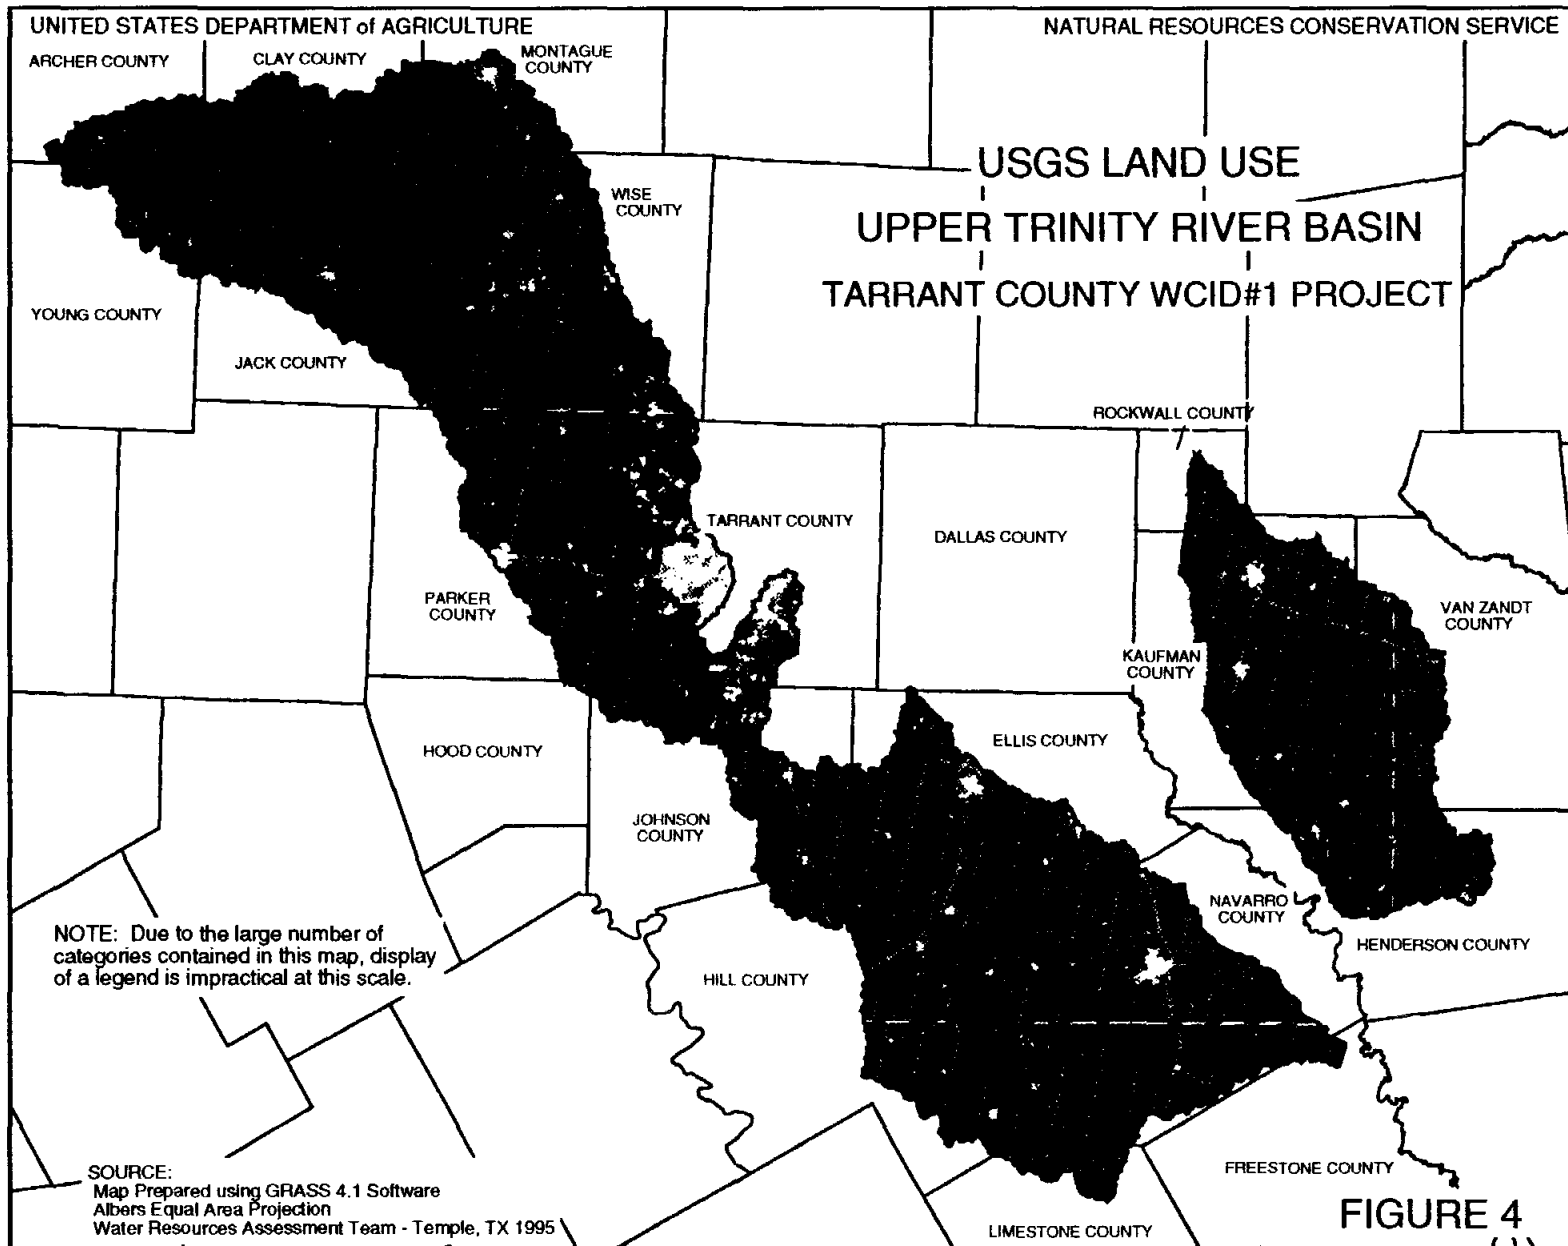 UNITED STATES DEPARTMENT of AGRICULTURE
NATURAL RESOURCES CONSERVATION SERVICE
ARCHER COUNTY
CLAY COUNTY
MONTAGUE
COUNTY
USGS LAND USE
UPPER TRINITY RIVER BASIN
TARRANT COUNTY WCID#1 PROJECT
WISE
COUNTY
YOUNG COUNTY
JACK COUNTY
ROCKWALL COUNTY
TARRANT COUNTY
DALLAS COUNTY
PARKER
COUNTY
VAN ZANDT
COUNTY
KAUFMAN
COUNTY
HOOD COUNTY
ELLIS COUNTY
JOHNSON
COUNTY
NAVARRO
COUNTY
HENDERSON COUNTY
NOTE: Due to the large number of
categories contained in this map, display
of a legend is impractical at this scale.
HILL COUNTY
FREESTONE COUNTY
LIMESTONE COUNTY
SOURCE:
Map Prepared using GRASS 4.1 Software
Albers Equal Area Projection
Water Resources Assessment Team - Temple, TX 1995
FIGURE 4